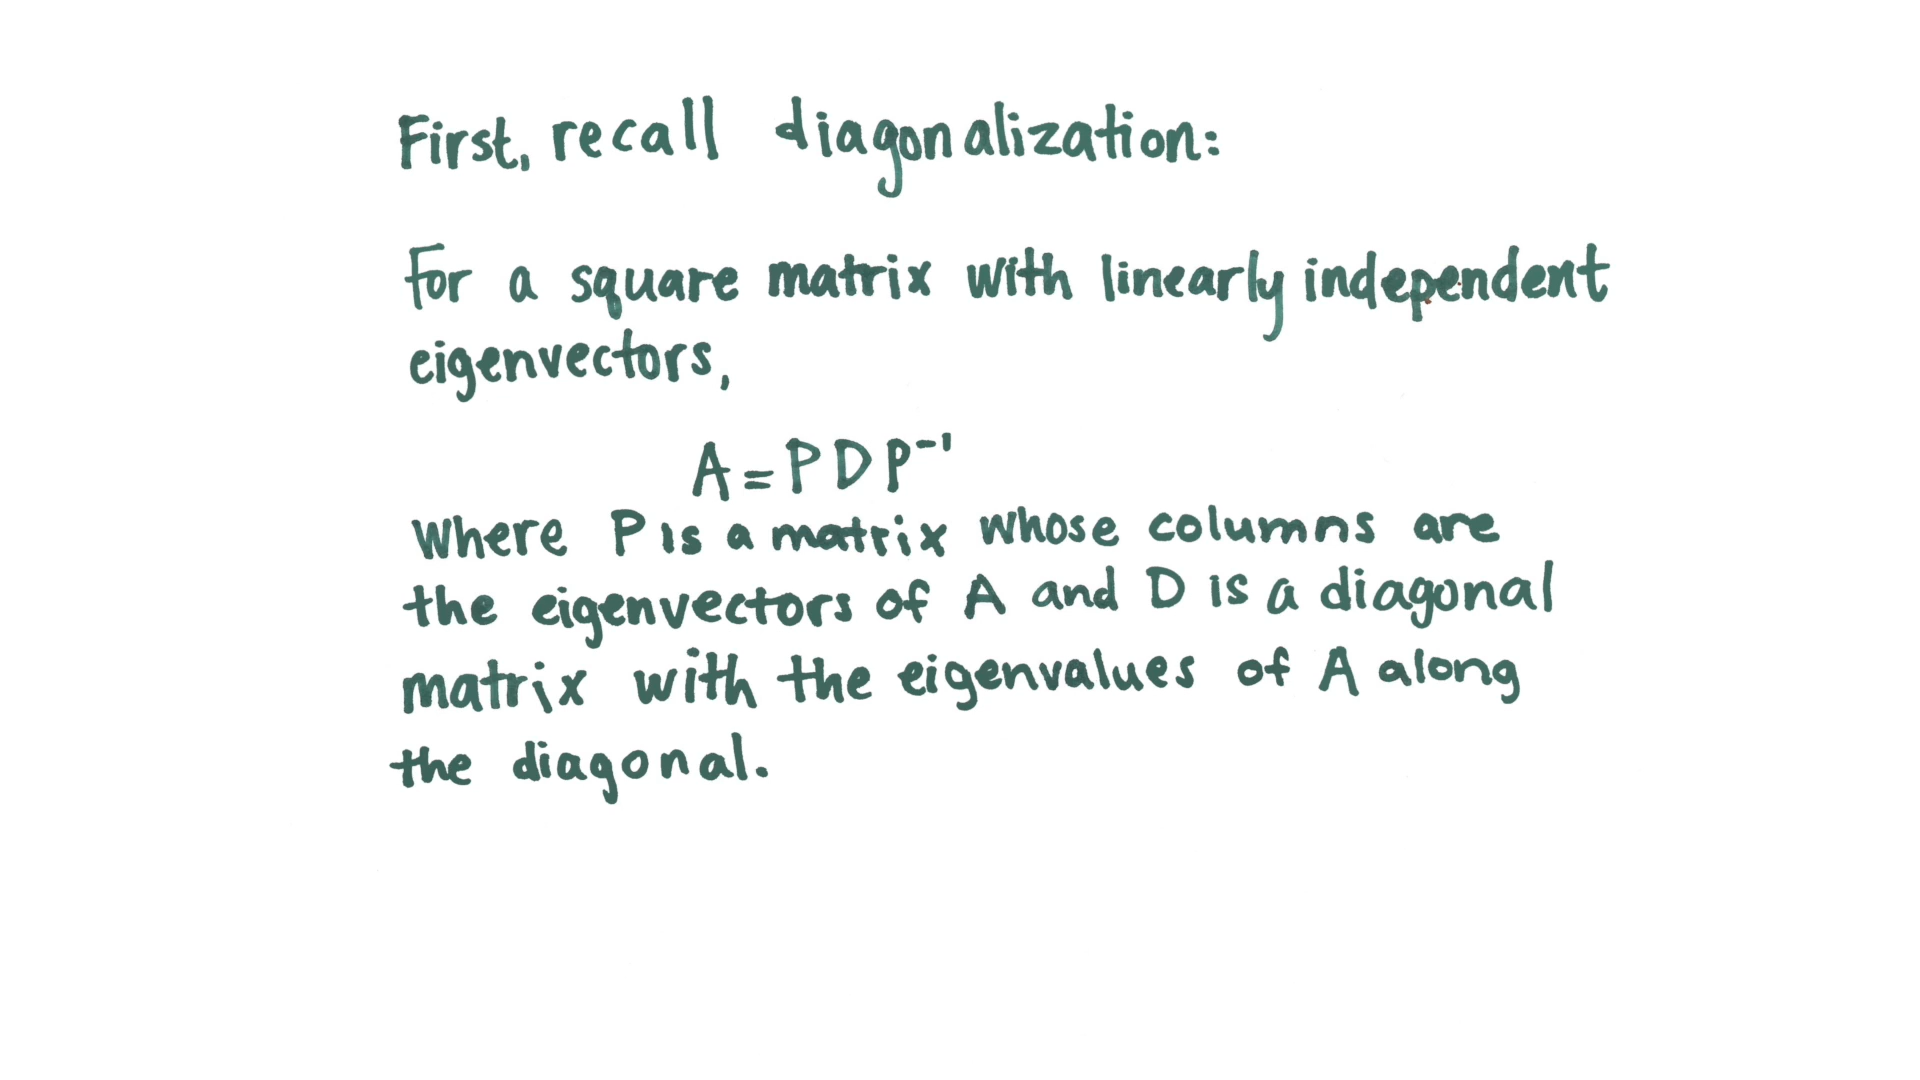 First, recall diagonalization:
For a square matrix with linearly independent
eigenvectors,
A = PDP⁻¹
Where P is a matrix whose columns are
the eigenvectors of A and D is a diagonal
matrix with the eigenvalues of A along
the diagonal.